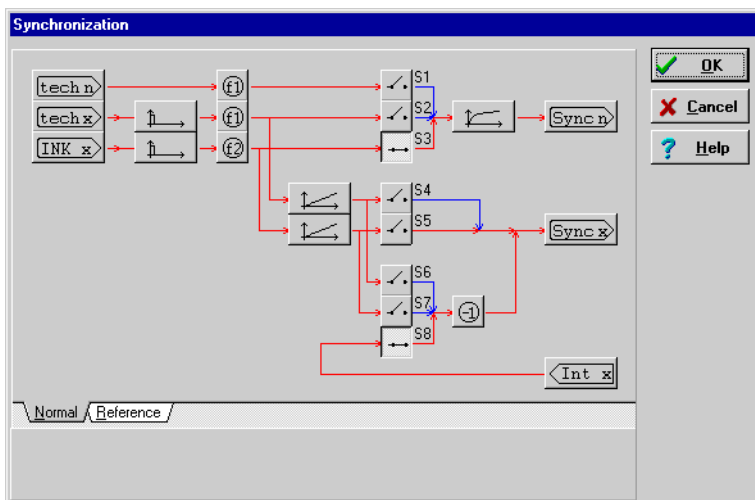 Synchronization
OK
Cancel
Help
tech n
f1
S1
tech x
f1
S2
Sync n
INK x
f2
S3
S4
S5
Sync x
S6
S7
-1
S8
Int x
Normal
Reference